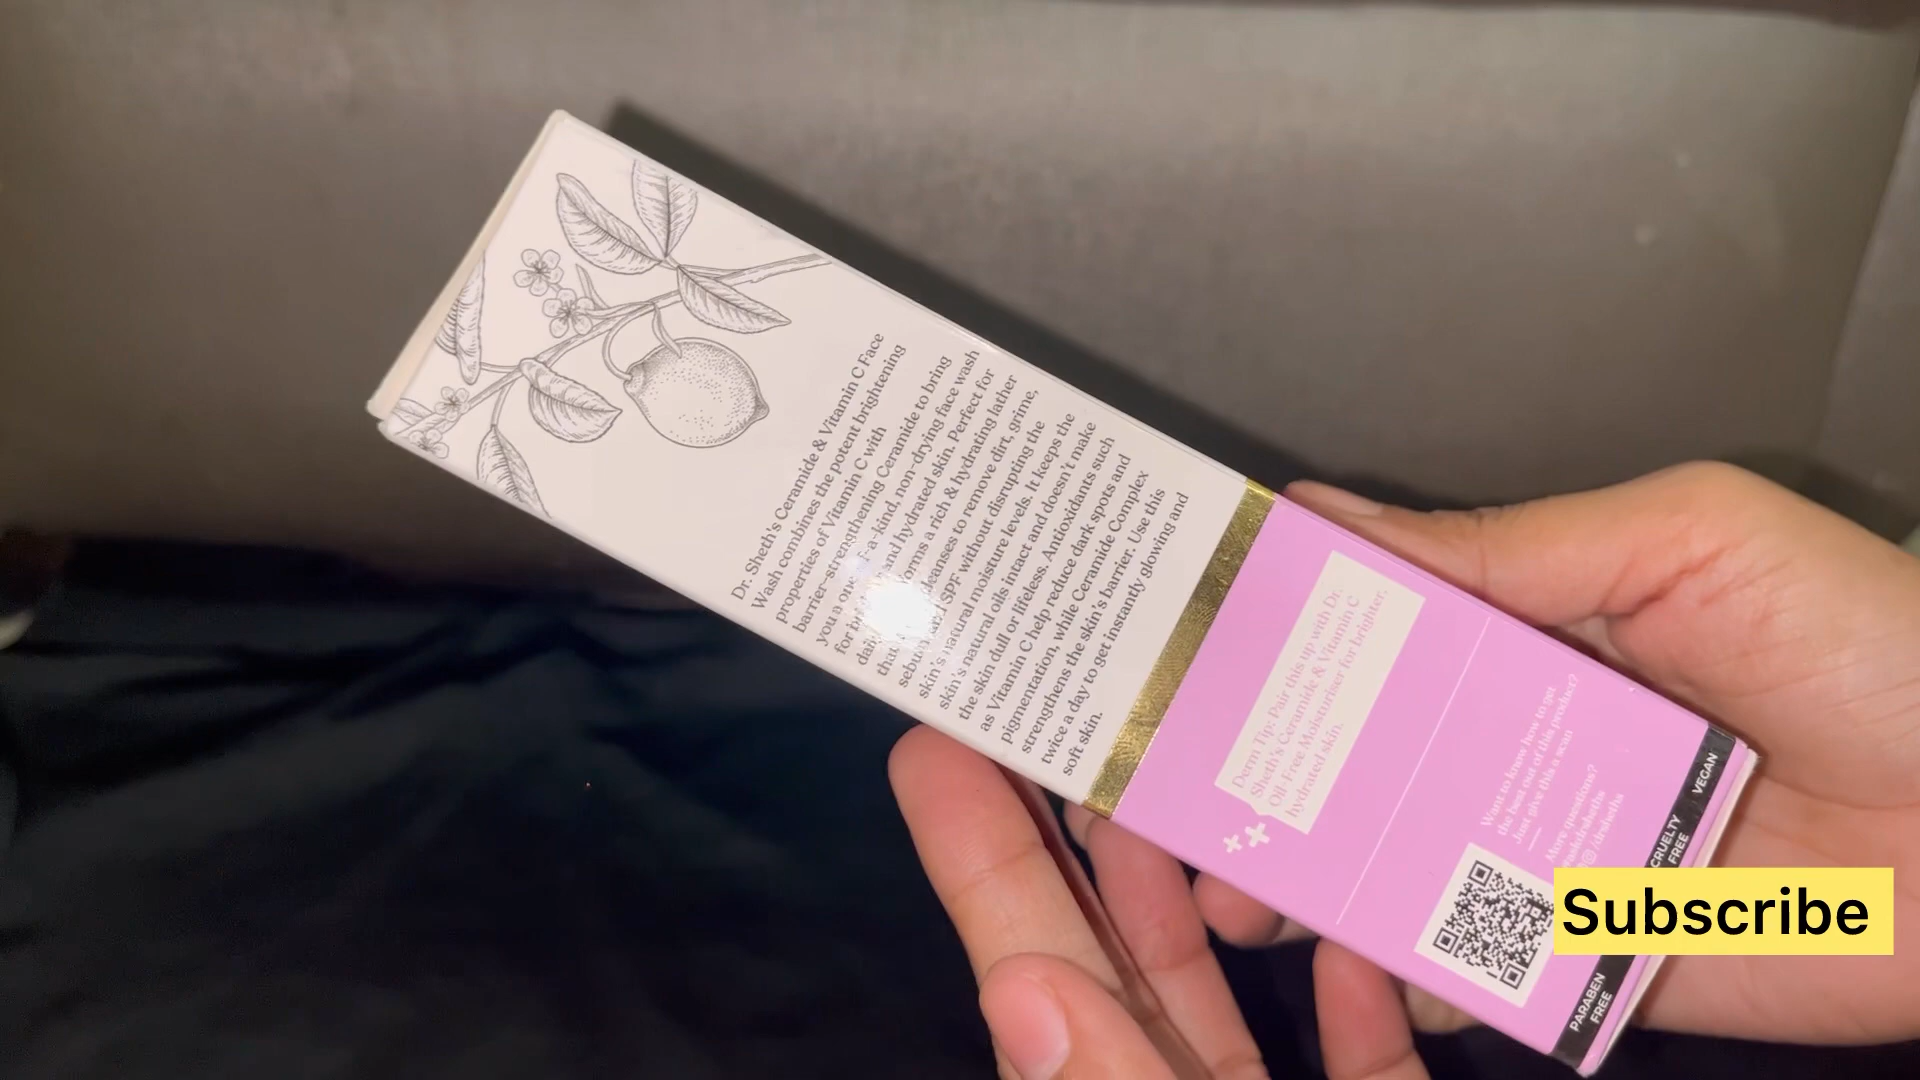 Dr. Sheth's Ceramide & Vitamin C Face
Wash combines the potent brightening
properties of Vitamin C with
barrier-strengthening Ceramide to bring
you a one-of-a-kind, non-drying face wash
for and hydrated skin. Perfect for
forms a rich & hydrating lather
that cleanses to remove dirt, grime,
SPF without disrupting the
skin's natural moisture levels. It keeps the
skin's natural oils intact and doesn't make
the skin dull or lifeless. Antioxidants such
as Vitamin C help reduce dark spots and
pigmentation, while Ceramide Complex
strengthens the skin's barrier. Use this
twice a day to get instantly glowing and
soft skin.
Derm Tip: Pair this up with Dr.
Sheth's Ceramide & Vitamin C
Oil-Free Moisturiser for brighter,
hydrated skin.
Want to know how to get
the best out of this product?
Just give this a scan
More questions?
#askdrsheths
@/drsheths
PARABEN
FREE
CRUELTY
FREE
VEGAN
Subscribe